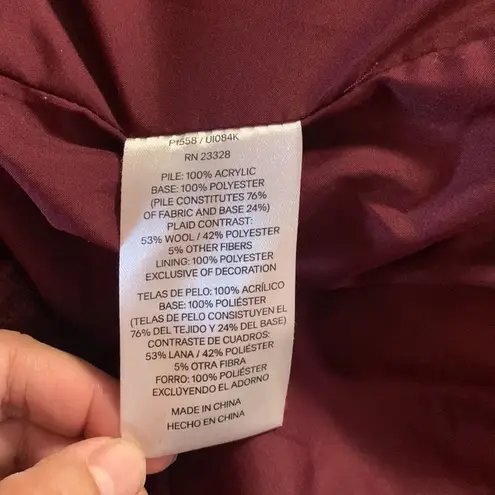 P1558 / U1084K
RN 23328
PILE: 100% ACRYLIC
BASE: 100% POLYESTER
(PILE CONSTITUTES 76%
OF FABRIC AND BASE 24%)
PLAID CONTRAST:
53% WOOL / 42% POLYESTER
5% OTHER FIBERS
LINING: 100% POLYESTER
EXCLUSIVE OF DECORATION
TELAS DE PELO: 100% ACRÍLICO
BASE: 100% POLIÉSTER
(TELAS DE PELO CONSISTUYEN EL
76% DEL TEJIDO Y 24% DEL BASE)
CONTRASTE DE CUADROS:
53% LANA / 42% POLIÉSTER
5% OTRA FIBRA
FORRO: 100% POLIÉSTER
EXCLUYENDO EL ADORNO
MADE IN CHINA
HECHO EN CHINA